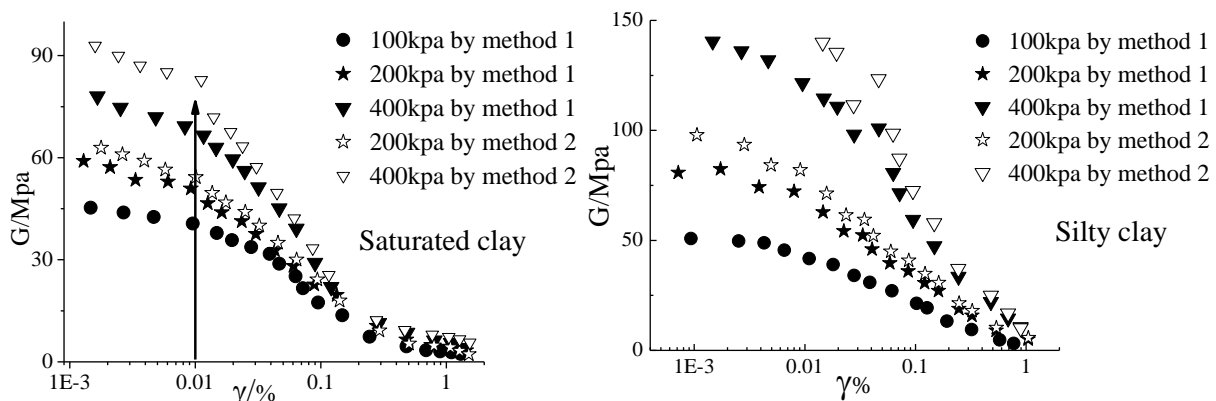 G/Mpa
90
60
30
0
1E-3
0.01
0.1
1
γ/%
100kpa by method 1
200kpa by method 1
400kpa by method 1
200kpa by method 2
400kpa by method 2
Saturated clay
G/Mpa
150
100
50
0
1E-3
0.01
0.1
1
γ%
100kpa by method 1
200kpa by method 1
400kpa by method 1
200kpa by method 2
400kpa by method 2
Silty clay